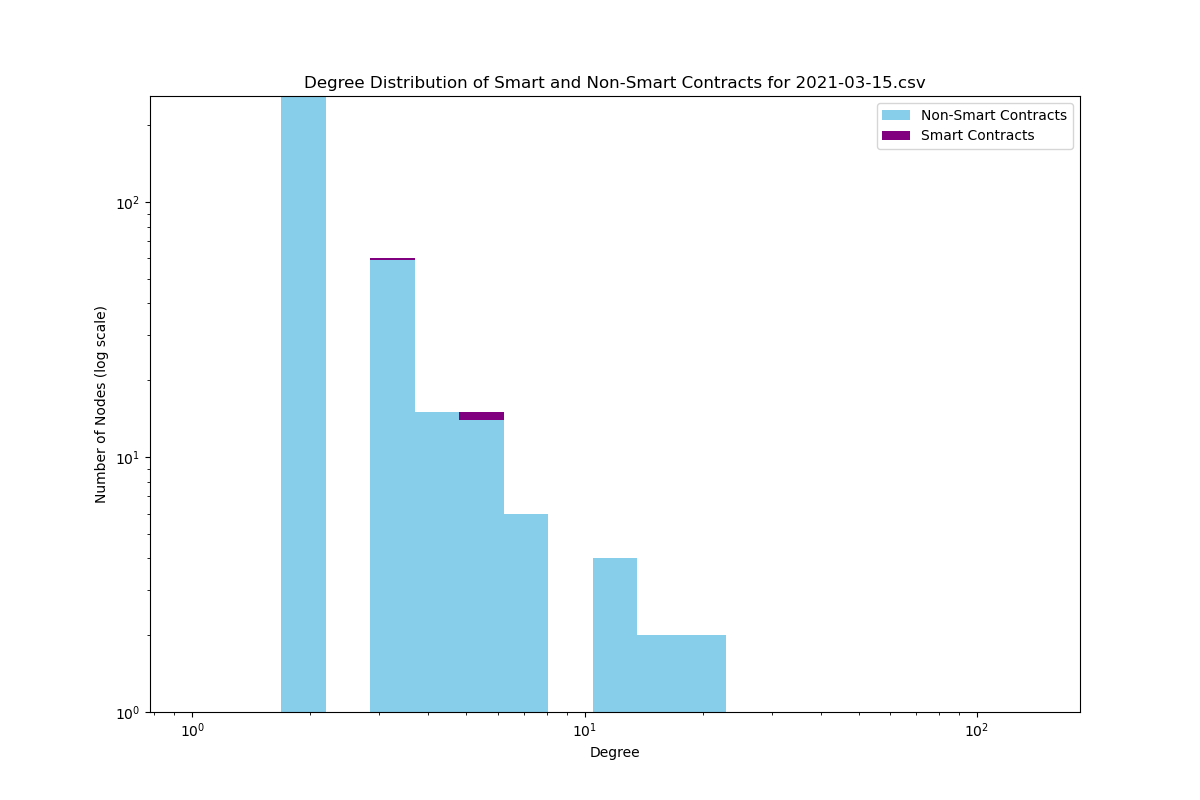 Degree Distribution of Smart and Non-Smart Contracts for 2021-03-15.csv
Non-Smart Contracts
Smart Contracts
Number of Nodes (log scale)
10²
10¹
10⁰
10⁰ 10¹ 10²
Degree